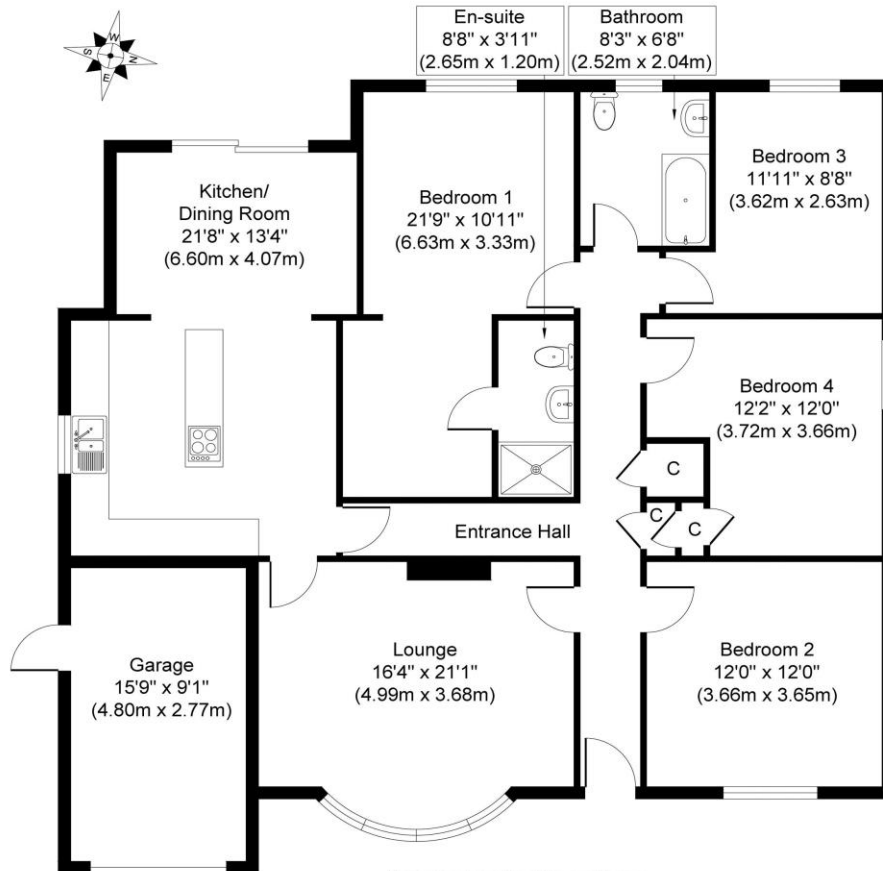 En-suite
8'8" x 3'11"
(2.65m x 1.20m)
Bathroom
8'3" x 6'8"
(2.52m x 2.04m)
W
S
N
E
Kitchen/
Dining Room
21'8" x 13'4"
(6.60m x 4.07m)
Bedroom 1
21'9" x 10'11"
(6.63m x 3.33m)
Bedroom 3
11'11" x 8'8"
(3.62m x 2.63m)
Bedroom 4
12'2" x 12'0"
(3.72m x 3.66m)
C
C
C
Entrance Hall
Garage
15'9" x 9'1"
(4.80m x 2.77m)
Lounge
16'4" x 21'1"
(4.99m x 3.68m)
Bedroom 2
12'0" x 12'0"
(3.66m x 3.65m)